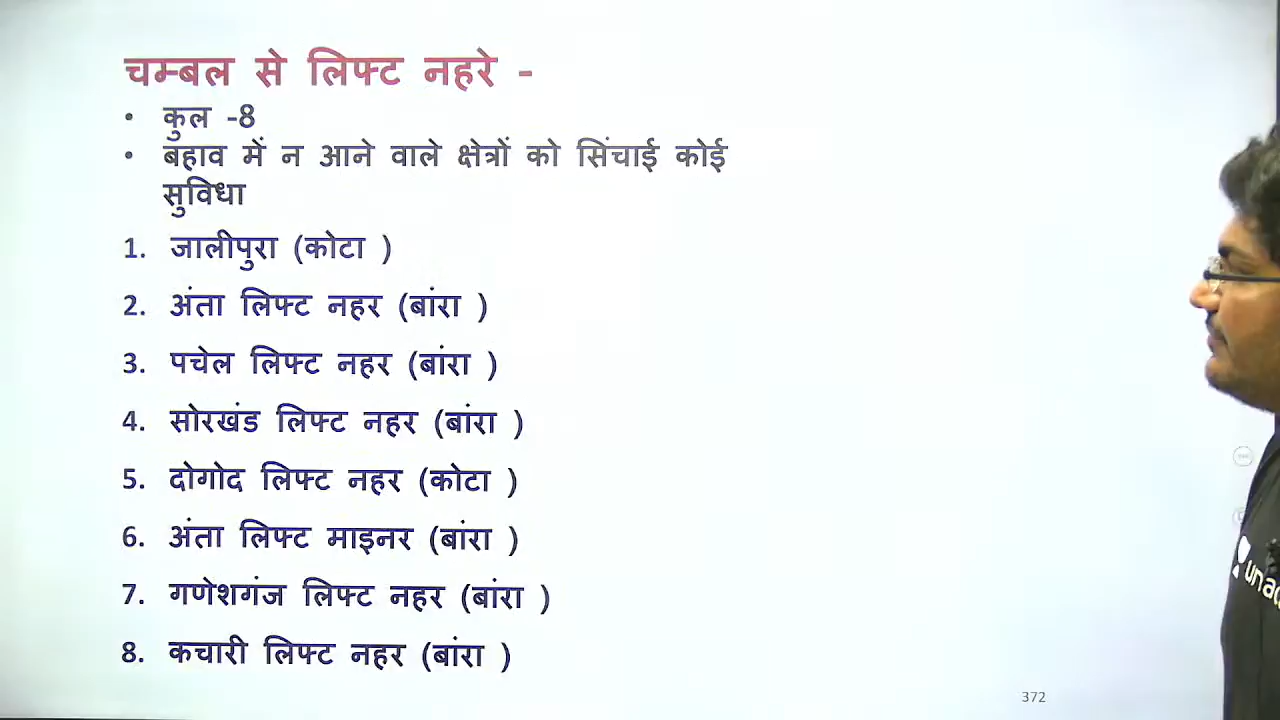 चम्बल से लिफ्ट नहरे -
• कुल -8
• बहाव में न आने वाले क्षेत्रों को सिंचाई कोई
सुविधा
1. जालीपुरा (कोटा )
2. अंता लिफ्ट नहर (बांरा )
3. पचेल लिफ्ट नहर (बांरा )
4. सोरखंड लिफ्ट नहर (बांरा )
5. दोगोद लिफ्ट नहर (कोटा )
6. अंता लिफ्ट माइनर (बांरा )
7. गणेशगंज लिफ्ट नहर (बांरा )
8. कचारी लिफ्ट नहर (बांरा )
372